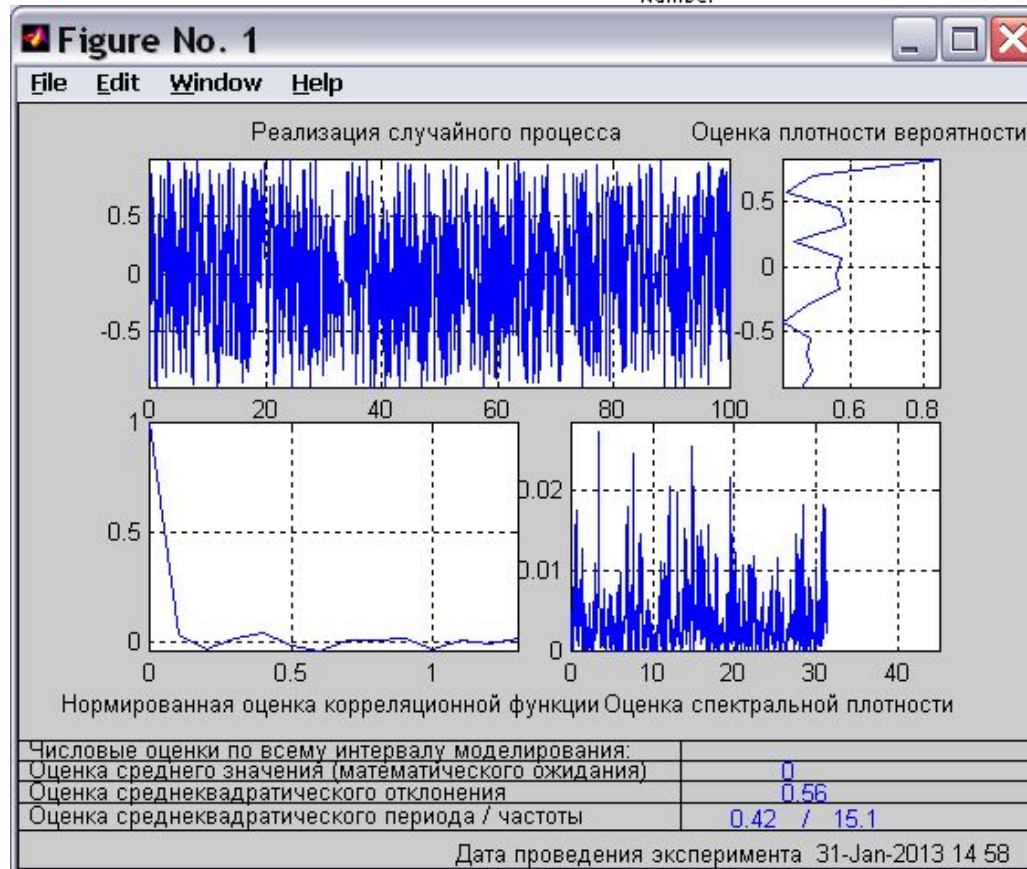 Number
Figure No. 1
File Edit Window Help
Реализация случайного процесса
Оценка плотности вероятности
0.5
0
-0.5
0 20 40 60 80 100
0.5
0
-0.5
0.6 0.8
1
0.5
0
0 0.5 1
0.02
0.01
0
0 10 20 30 40
Нормированная оценка корреляционной функции
Оценка спектральной плотности
Числовые оценки по всему интервалу моделирования:
Оценка среднего значения (математического ожидания) 0
Оценка среднеквадратического отклонения 0.56
Оценка среднеквадратического периода / частоты 0.42 / 15.1
Дата проведения эксперимента 31-Jan-2013 14 58